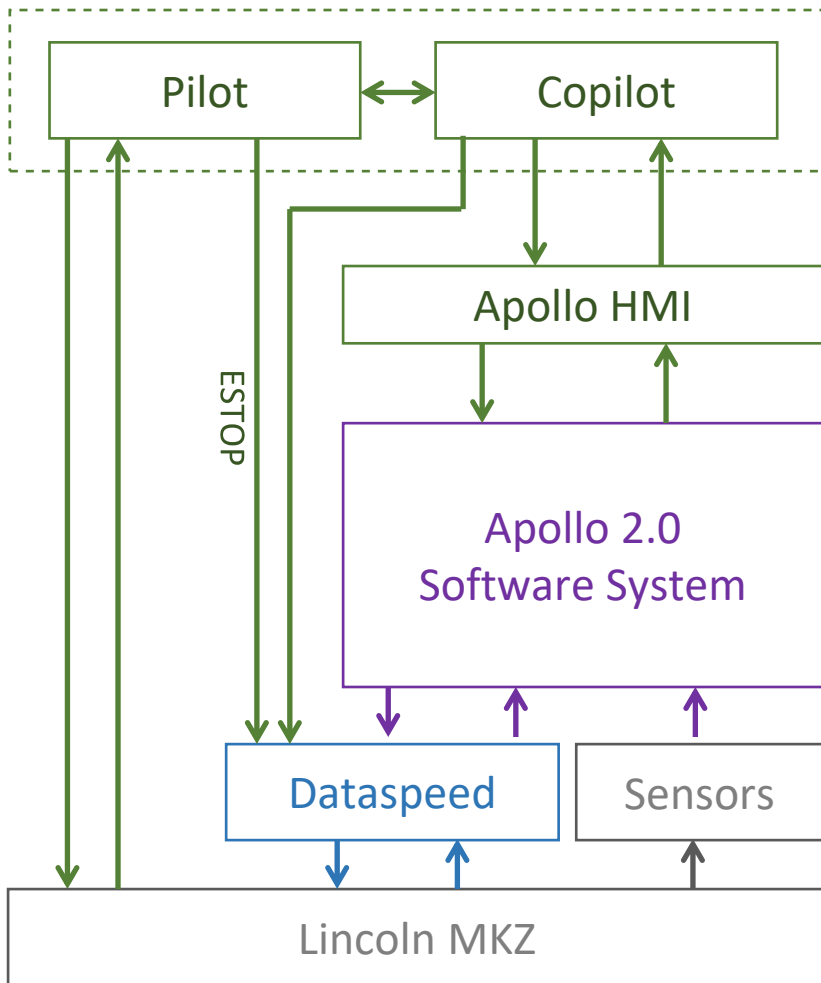 Pilot
Copilot
Apollo HMI
ESTOP
Apollo 2.0
Software System
Dataspeed
Sensors
Lincoln MKZ